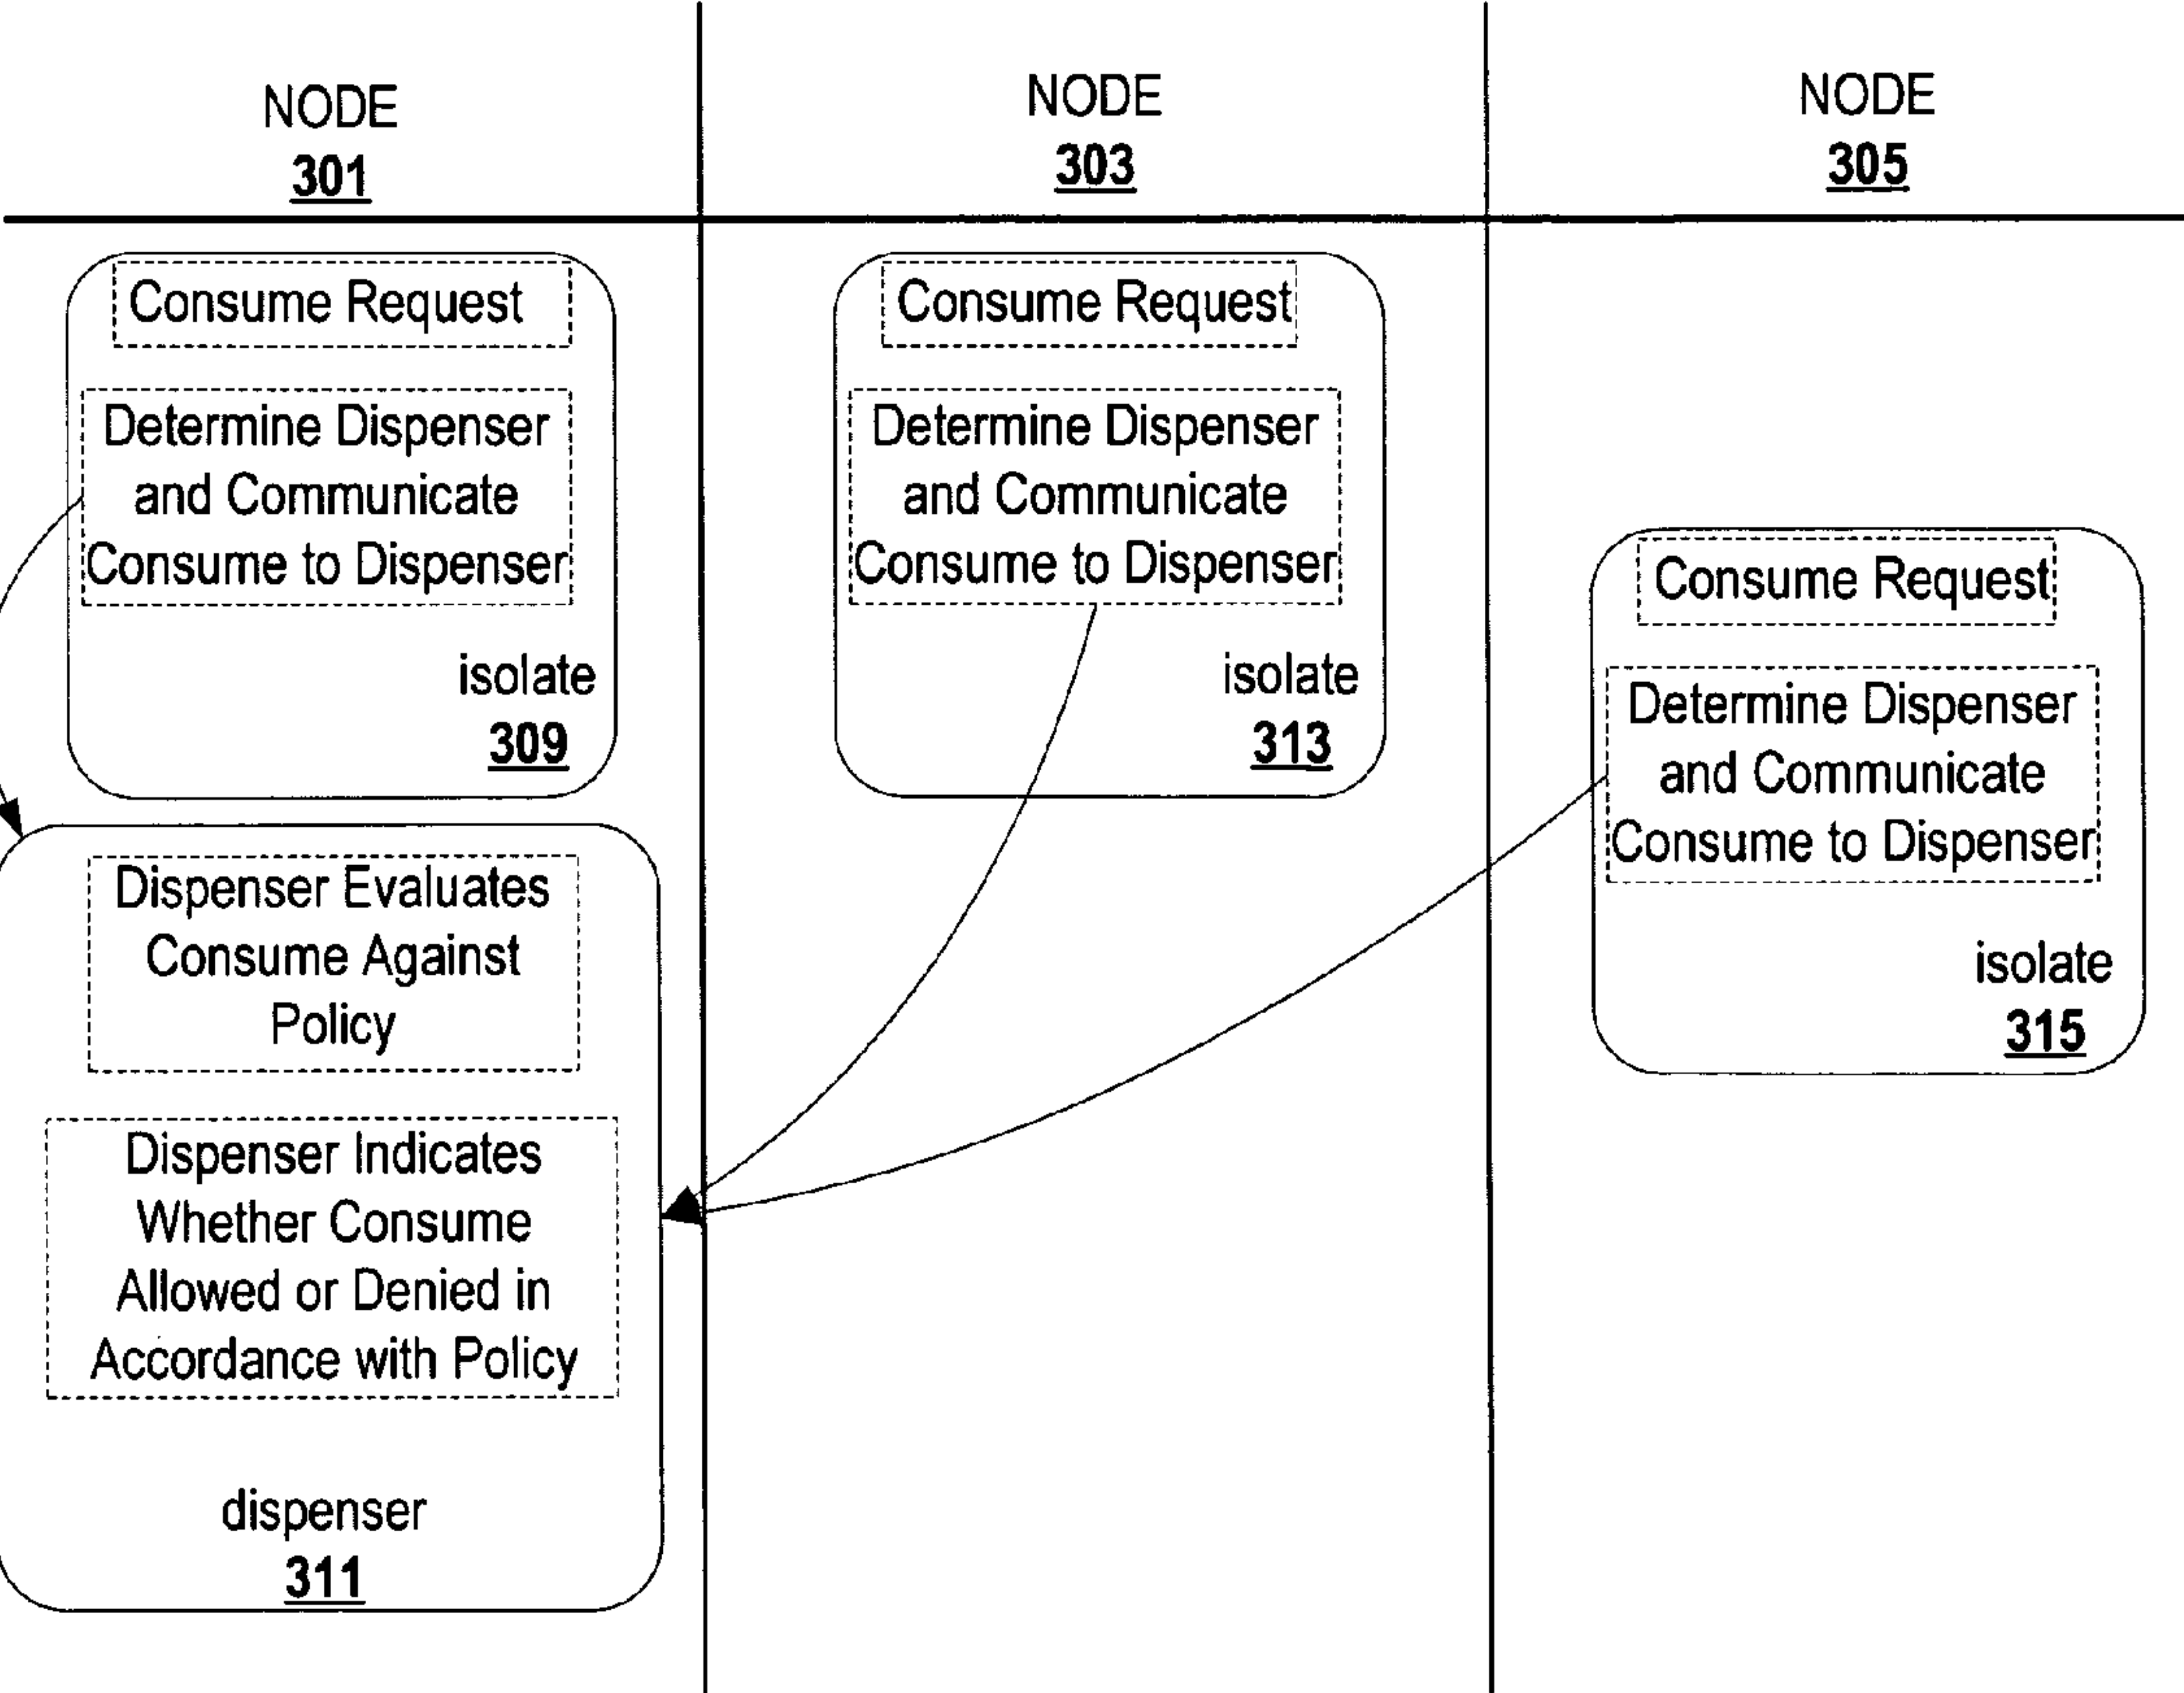 NODE
301
NODE
303
NODE
305
Consume Request
Determine Dispenser
and Communicate
Consume to Dispenser
isolate
309
Consume Request
Determine Dispenser
and Communicate
Consume to Dispenser
isolate
313
Consume Request
Determine Dispenser
and Communicate
Consume to Dispenser
isolate
315
Dispenser Evaluates
Consume Against
Policy
Dispenser Indicates
Whether Consume
Allowed or Denied in
Accordance with Policy
dispenser
311